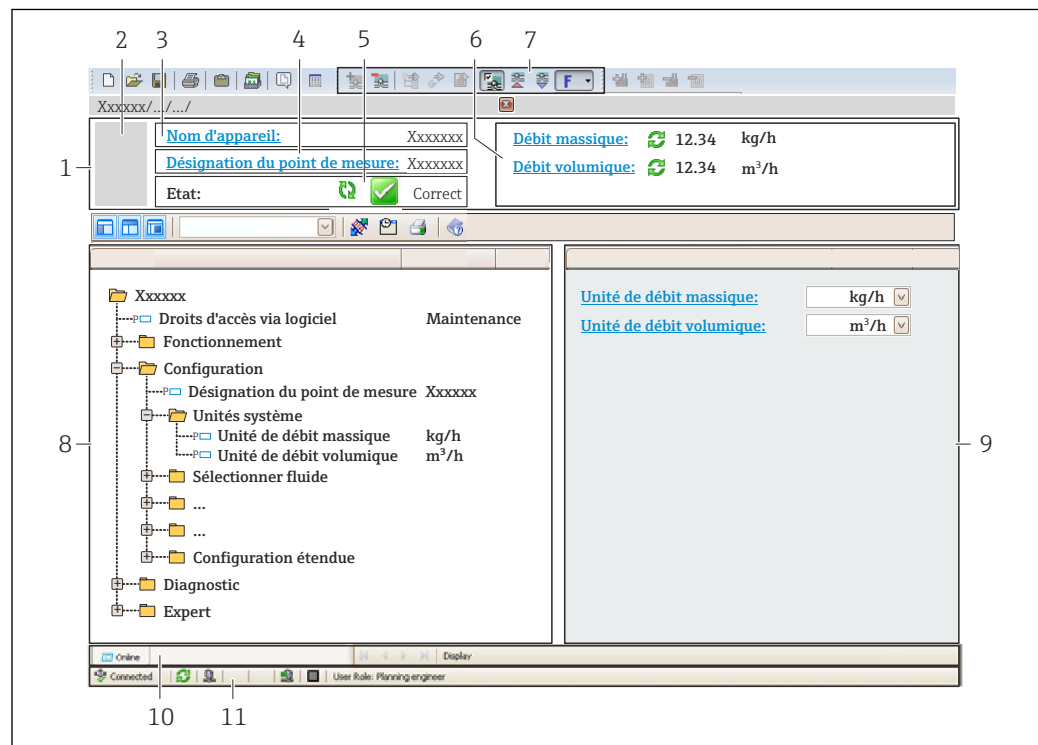 2 3 4 5 6 7
F
Xxxxxx/.../.../
1
Nom d'appareil: Xxxxxxx
Désignation du point de mesure: Xxxxxxx
Etat: Correct
Débit massique: 12.34 kg/h
Débit volumique: 12.34 m³/h
8
Xxxxxx
P Droits d'accès via logiciel Maintenance
Fonctionnement
Configuration
P Désignation du point de mesure Xxxxxx
Unités système
P Unité de débit massique kg/h
P Unité de débit volumique m³/h
Sélectionner fluide
...
...
Configuration étendue
Diagnostic
Expert
Unité de débit massique: kg/h
Unité de débit volumique: m³/h
9
Online Display
Connected User Role: Planning engineer
10 11